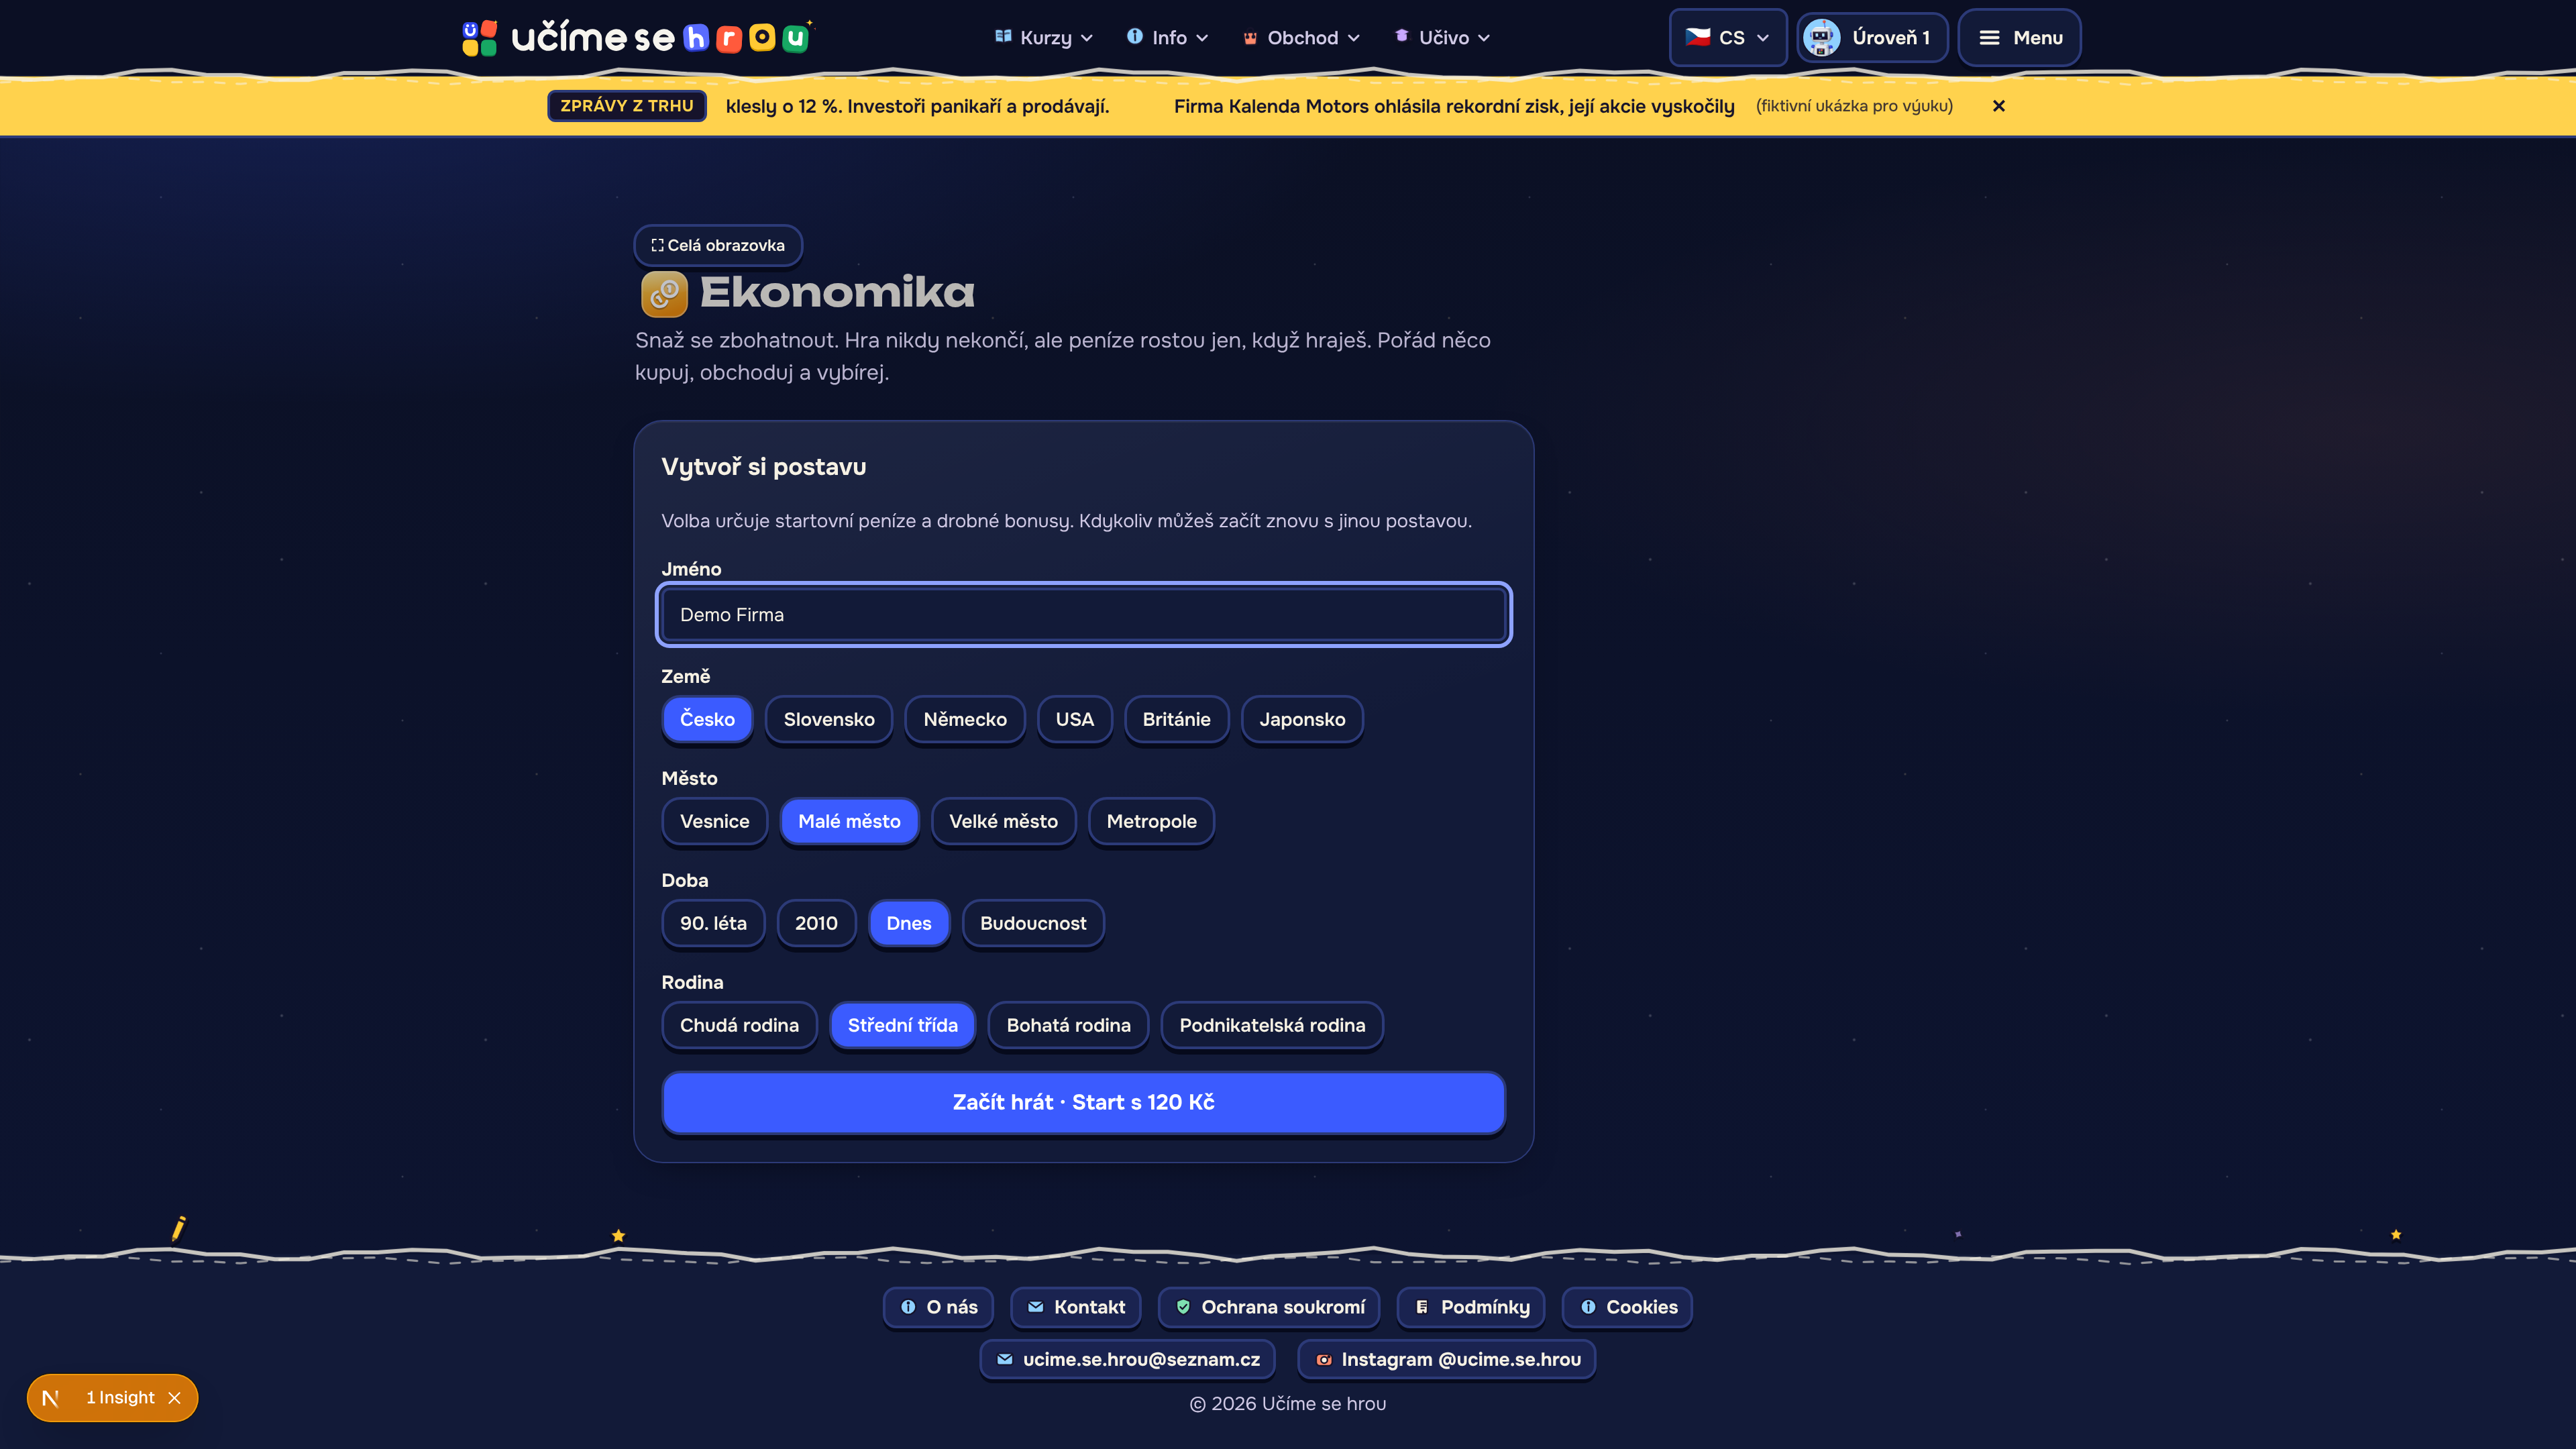 učíme se hrou
Kurzy
Info
Obchod
Učivo
CS
Úroveň 1
Menu
ZPRÁVY Z TRHU
klesly o 12 %. Investoři panikaří a prodávají.
Firma Kalenda Motors ohlásila rekordní zisk, její akcie vyskočily
(fiktivní ukázka pro výuku)
Celá obrazovka
Ekonomika
Snaž se zbohatnout. Hra nikdy nekončí, ale peníze rostou jen, když hraješ. Pořád něco
kupuj, obchoduj a vybírej.
Vytvoř si postavu
Volba určuje startovní peníze a drobné bonusy. Kdykoliv můžeš začít znovu s jinou postavou.
Jméno
Demo Firma
Země
Česko
Slovensko
Německo
USA
Británie
Japonsko
Město
Vesnice
Malé město
Velké město
Metropole
Doba
90. léta
2010
Dnes
Budoucnost
Rodina
Chudá rodina
Střední třída
Bohatá rodina
Podnikatelská rodina
Začít hrát · Start s 120 Kč
O nás
Kontakt
Ochrana soukromí
Podmínky
Cookies
ucime.se.hrou@seznam.cz
Instagram @ucime.se.hrou
© 2026 Učíme se hrou
1 Insight